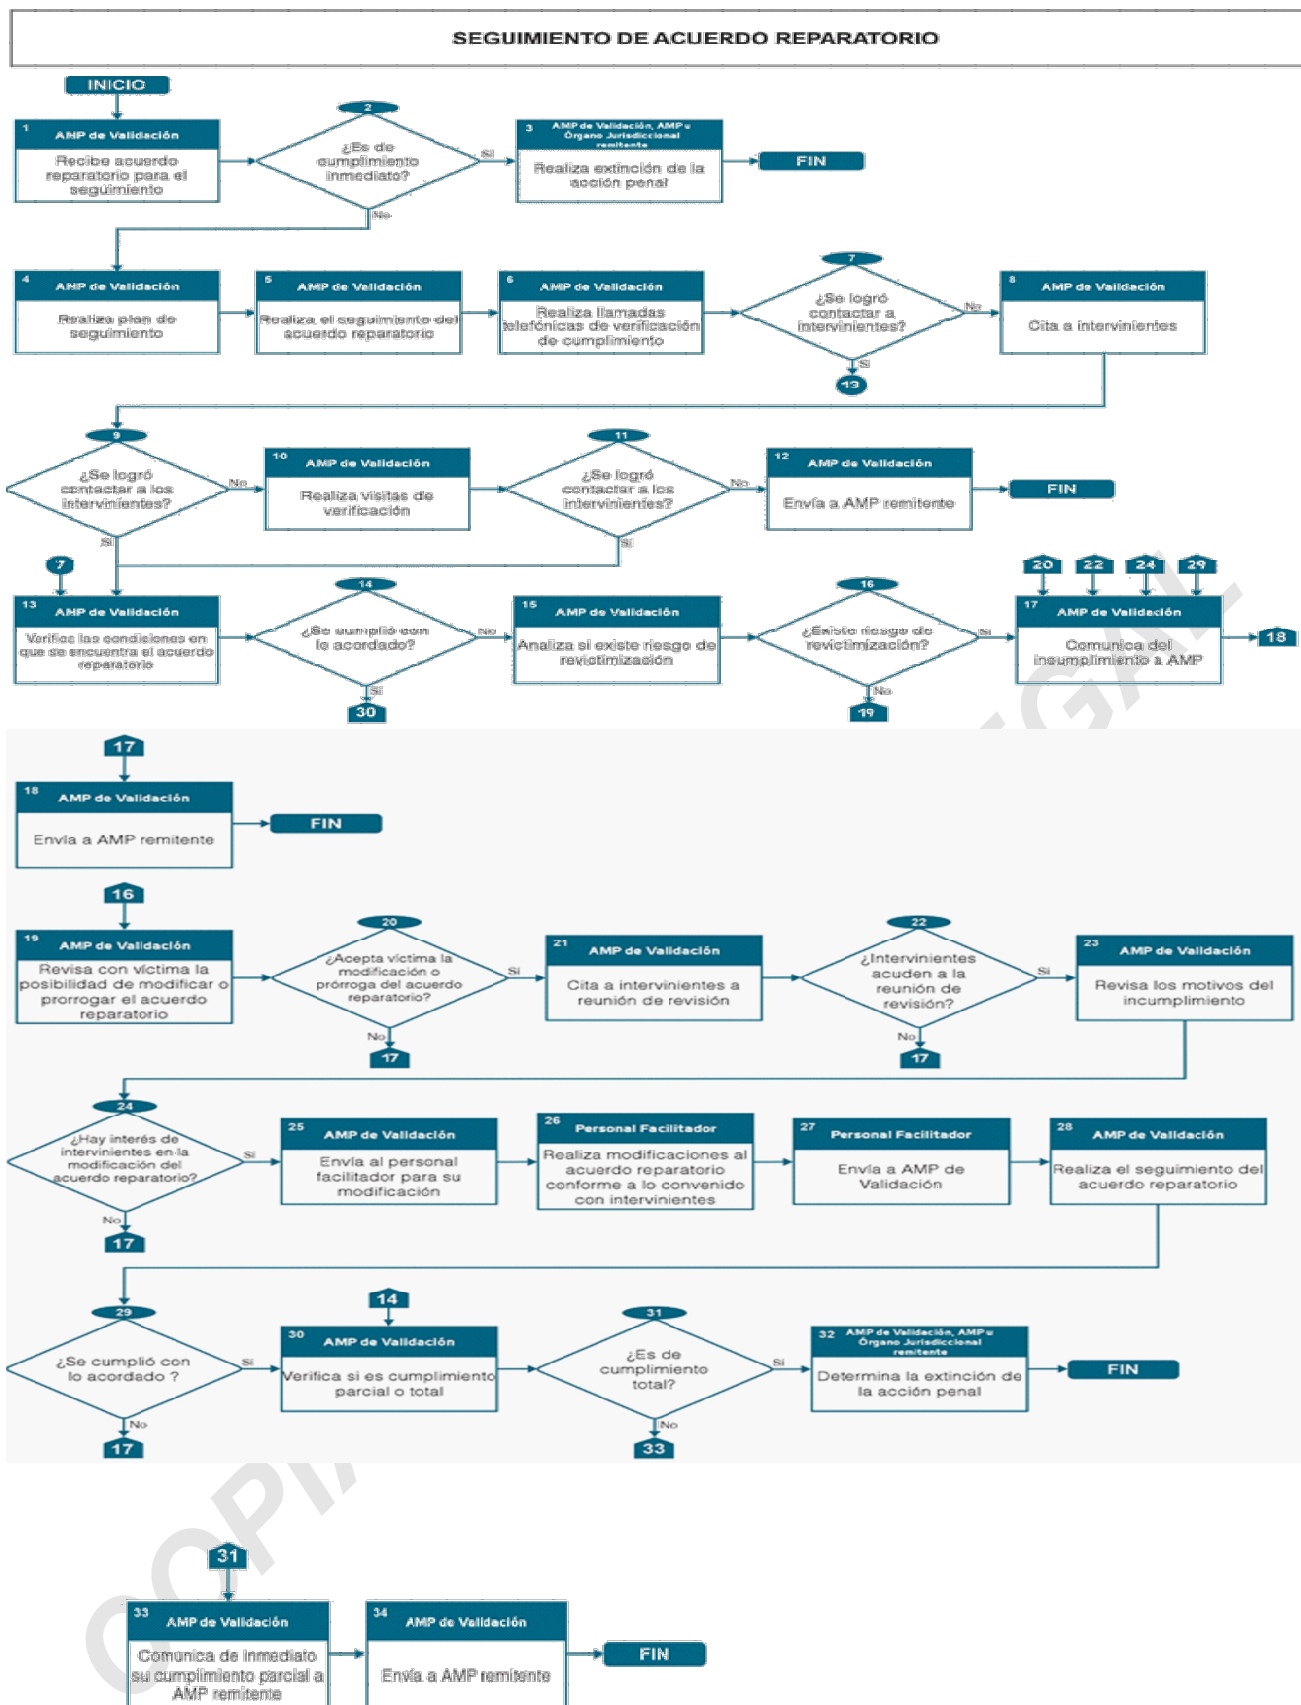 SEGUIMIENTO DE ACUERDO REPARATORIO
INICIO
1
AMP de Validación
Recibe acuerdo
reparatorio para el
seguimiento
2
¿Es de
cumplimiento
inmediato?
Sí
No
3
AMP de Validación, AMP u
Órgano Jurisdiccional
remitente
Realiza extinción de la
acción penal
FIN
4
AMP de Validación
Realiza plan de
seguimiento
5
AMP de Validación
Realiza el seguimiento del
acuerdo reparatorio
6
AMP de Validación
Realiza llamadas
telefónicas de verificación
de cumplimiento
7
¿Se logró
contactar a
intervinientes?
No
Sí
13
8
AMP de Validación
Cita a intervinientes
9
¿Se logró
contactar a los
intervinientes?
No
Sí
10
AMP de Validación
Realiza visitas de
verificación
11
¿Se logró
contactar a los
intervinientes?
No
Sí
12
AMP de Validación
Envía a AMP remitente
FIN
7
13
AMP de Validación
Verifica las condiciones en
que se encuentra el acuerdo
reparatorio
14
¿Se cumplió con
lo acordado?
No
Sí
30
15
AMP de Validación
Analiza si existe riesgo de
revictimización
16
¿Existe riesgo de
revictimización?
Sí
No
19
20
22
24
29
17
AMP de Validación
Comunica del
insumplimiento a AMP
18
17
18
AMP de Validación
Envía a AMP remitente
FIN
16
19
AMP de Validación
Revisa con víctima la
posibilidad de modificar o
prorrogar el acuerdo
reparatorio
20
¿Acepta víctima la
modificación o
prórroga del acuerdo
reparatorio?
Sí
No
17
21
AMP de Validación
Cita a intervinientes a
reunión de revisión
22
¿Intervinientes
acuden a la
reunión de
revisión?
Sí
No
17
23
AMP de Validación
Revisa los motivos del
incumplimiento
24
¿Hay interés de
intervinientes en la
modificación del
acuerdo reparatorio?
Sí
No
17
25
AMP de Validación
Envía al personal
facilitador para su
modificación
26
Personal Facilitador
Realiza modificaciones al
acuerdo reparatorio
conforme a lo convenido
con intervinientes
27
Personal Facilitador
Envía a AMP de
Validación
28
AMP de Validación
Realiza el seguimiento del
acuerdo reparatorio
29
¿Se cumplió con
lo acordado ?
Sí
No
17
14
30
AMP de Validación
Verifica si es cumplimiento
parcial o total
31
¿Es de
cumplimiento
total?
Sí
No
33
32
AMP de Validación, AMP u
Órgano Jurisdiccional
remitente
Determina la extinción de
la acción penal
FIN
31
33
AMP de Validación
Comunica de inmediato
su cumplimiento parcial a
AMP remitente
34
AMP de Validación
Envía a AMP remitente
FIN